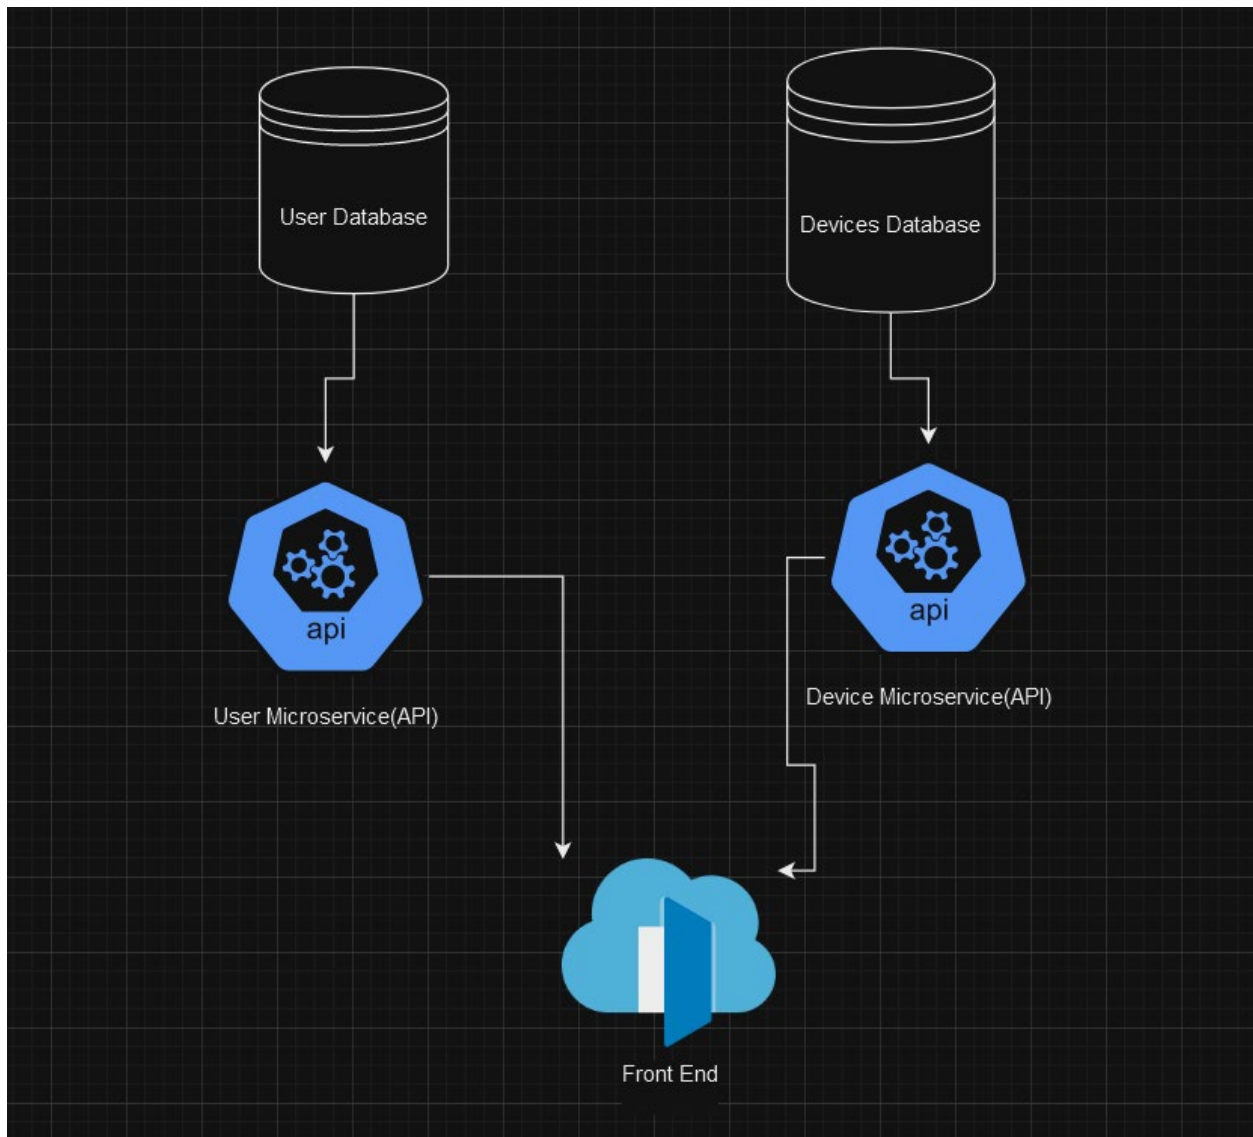 User Database
Devices Database
api
api
User Microservice(API)
Device Microservice(API)
Front End